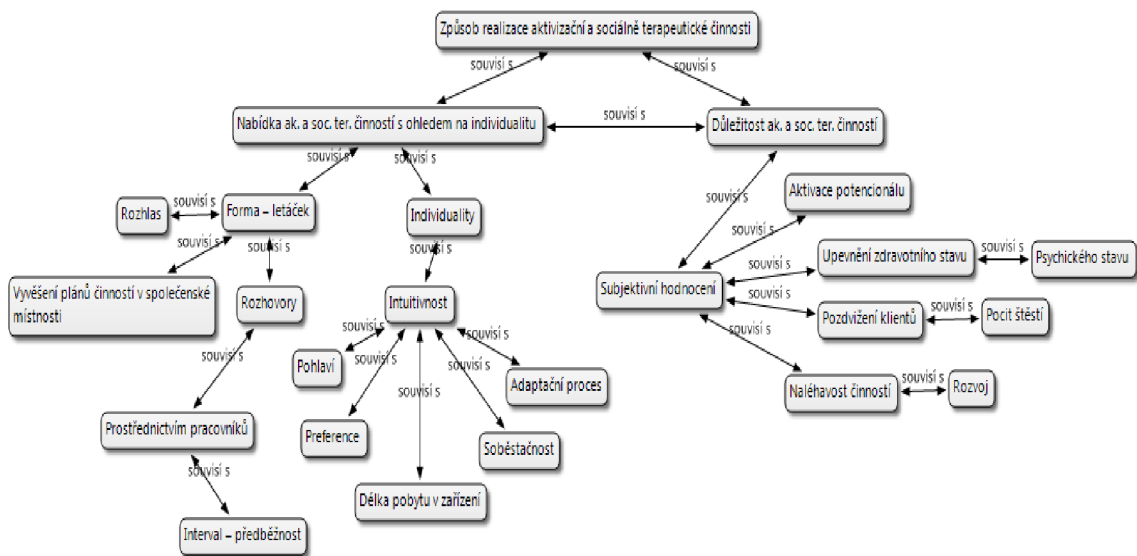 Způsob realizace aktivizační a sociálně terapeutické činnosti
souvisí s
souvisí s
Nabídka ak. a soc. ter. činností s ohledem na individualitu
souvisí s
Důležitost ak. a soc. ter. činností
souvisí s
souvisí s
souvisí s
Rozhlas
souvisí s
Forma – letáček
Individuality
souvisí s
Aktivace potencionálu
souvisí s
souvisí s
souvisí s
Vyvěšení plánů činností v společenské
místnosti
Rozhovory
Intuitivnost
Subjektivní hodnocení
souvisí s
Upevnění zdravotního stavu
souvisí s
Psychického stavu
souvisí s
Pozdvižení klientů
souvisí s
Pocit štěstí
souvisí s
souvisí s
Pohlaví
souvisí s
souvisí s
souvisí s
souvisí s
souvisí s
Adaptační proces
Naléhavost činností
souvisí s
Rozvoj
Prostřednictvím pracovníků
Preference
Soběstačnost
souvisí s
Délka pobytu v zařízení
Interval – předběžnost